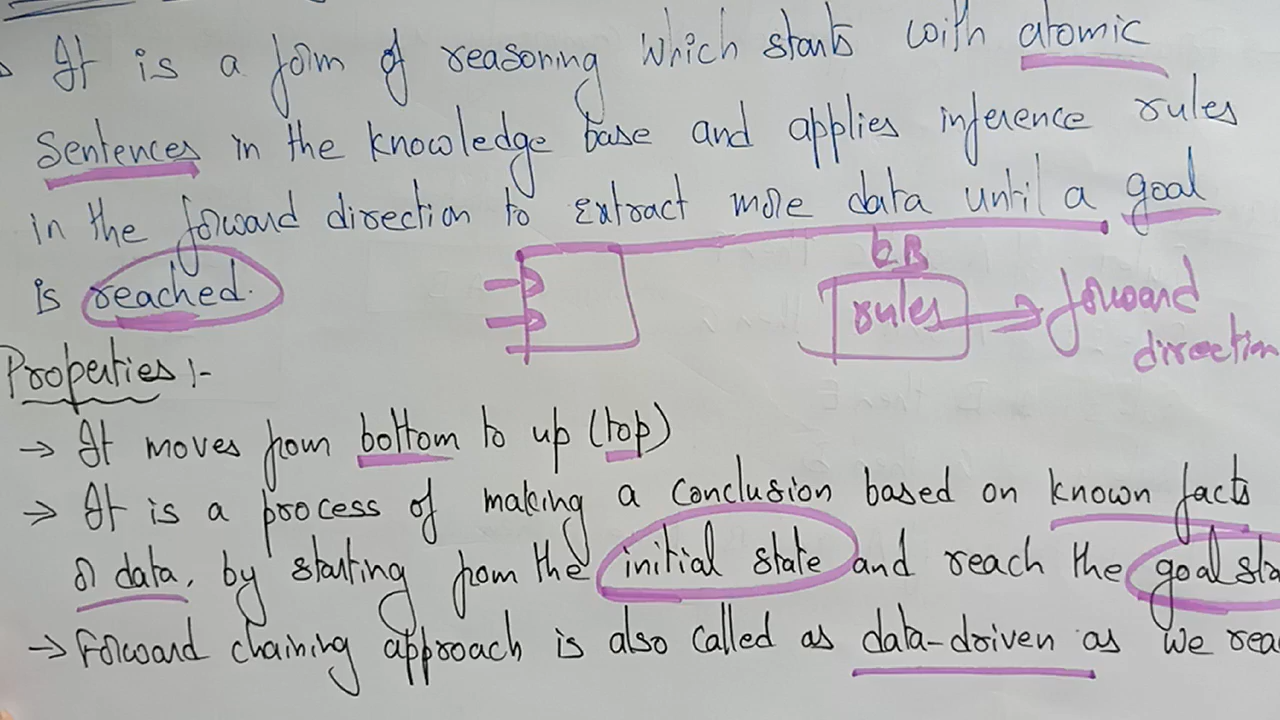 It is a form of reasoning which starts with atomic
Sentences in the knowledge base and applies inference rules
in the forward direction to extract more data until a goal
is reached.
KB
rules → forward
direction
Properties :-
→ It moves from bottom to up (top)
→ It is a process of making a conclusion based on known facts
or data, by starting from the initial state and reach the goal sta
→ Forward chaining approach is also called as data-driven as we rea